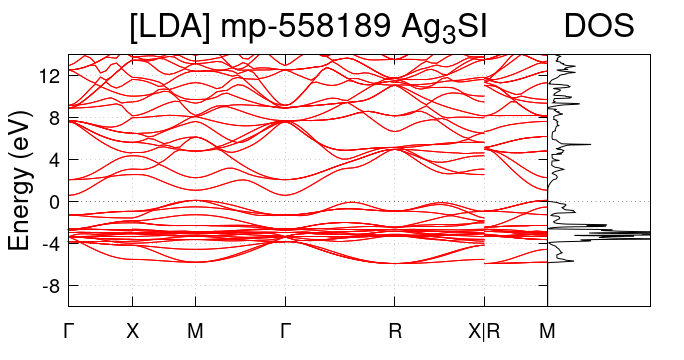 [LDA] mp-558189 Ag₃SI DOS
Energy (eV)
12
8
4
0
-4
-8
Γ X M Γ R X|R M